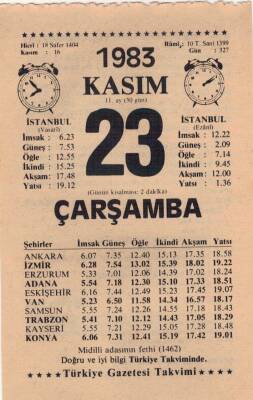 Hicrî : 18 Safer 1404
Kasım : 16
1983
Rûmî, : 10 T. Sani 1399
Gün : 327
KASIM
11. ay (30 gün)
İSTANBUL
(Vasatî)
İmsak : 6.23
Güneş : 7.53
Öğle : 12.55
İkindi : 15.25
Akşam : 17.48
Yatsı : 19.12
23
İSTANBUL
(Ezânî)
İmsak : 12.22
Güneş : 2.09
Öğle : 7.14
İkindi : 9.45
Akşam : 12.00
Yatsı : 1.36
(Günün kısalması: 2 dakika)
ÇARŞAMBA
Şehirler İmsak Güneş Öğle İkindi Akşam Yatsı
ANKARA 6.07 7.35 12.40 15.13 17.35 18.58
İZMİR 6.28 7.54 13.02 15.39 18.02 19.22
ERZURUM 5.33 7.01 12.06 14.39 17.02 18.24
ADANA 5.54 7.18 12.30 15.10 17.33 18.51
ESKİŞEHİR 6.16 7.44 12.49 15.23 17.45 19.07
VAN 5.23 6.50 11.58 14.34 16.57 18.17
SAMSUN 5.55 7.24 12.26 14.55 17.18 18.43
TRABZON 5.41 7.10 12.12 14.43 17.05 18.29
KAYSERİ 5.55 7.21 12.29 15.05 17.28 18.48
KONYA 6.06 7.31 12.41 15.19 17.42 19.01
Midilli adasının fethi (1462)
Doğru ve iyi bilgi Türkiye Takviminde.
Türkiye Gazetesi Takvimi